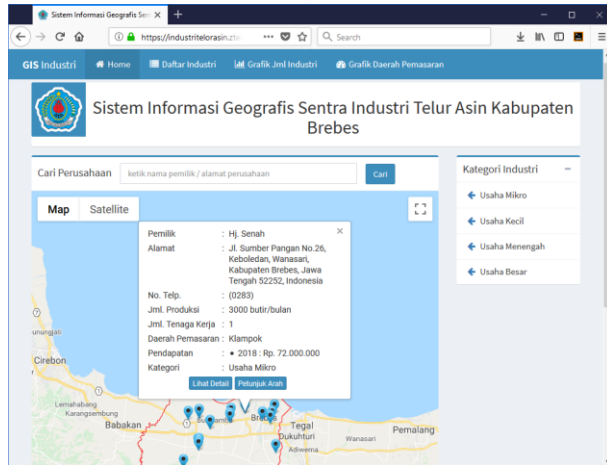 Sistem Informasi Geografis Sen
https://industritelorasin.zte
Search
GIS Industri
Home
Daftar Industri
Grafik Jml Industri
Grafik Daerah Pemasaran
Sistem Informasi Geografis Sentra Industri Telur Asin Kabupaten
Brebes
Cari Perusahaan
ketik nama pemilik / alamat perusahaan
Cari
Kategori Industri
Usaha Mikro
Usaha Kecil
Usaha Menengah
Usaha Besar
Map
Satellite
Pemilik : Hj. Senah
Alamat : Jl. Sumber Pangan No.26,
Keboledan, Wanasari,
Kabupaten Brebes, Jawa
Tengah 52252, Indonesia
No. Telp. : (0283)
Jml. Produksi : 3000 butir/bulan
Jml. Tenaga Kerja : 1
Daerah Pemasaran : Klampok
Pendapatan : • 2018 : Rp. 72.000.000
Kategori : Usaha Mikro
Lihat Detail
Petunjuk Arah
unungjati
Cirebon
Lemahabang
Karangsembung
Babakan
Tegal
Dukuhturi
Adiwerna
Wanasari
Pemalang